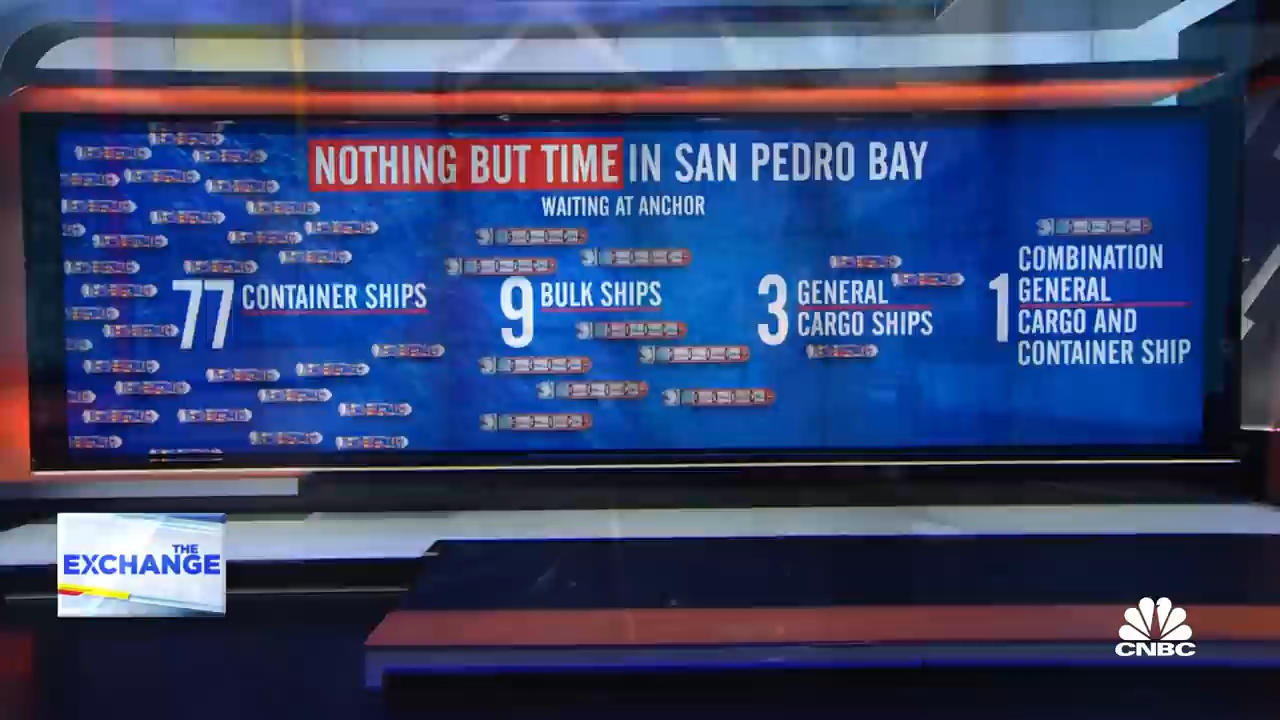 NOTHING BUT TIME IN SAN PEDRO BAY
WAITING AT ANCHOR
77 CONTAINER SHIPS
9 BULK SHIPS
3 GENERAL
CARGO SHIPS
1 COMBINATION
GENERAL
CARGO AND
CONTAINER SHIP
THE
EXCHANGE
CNBC